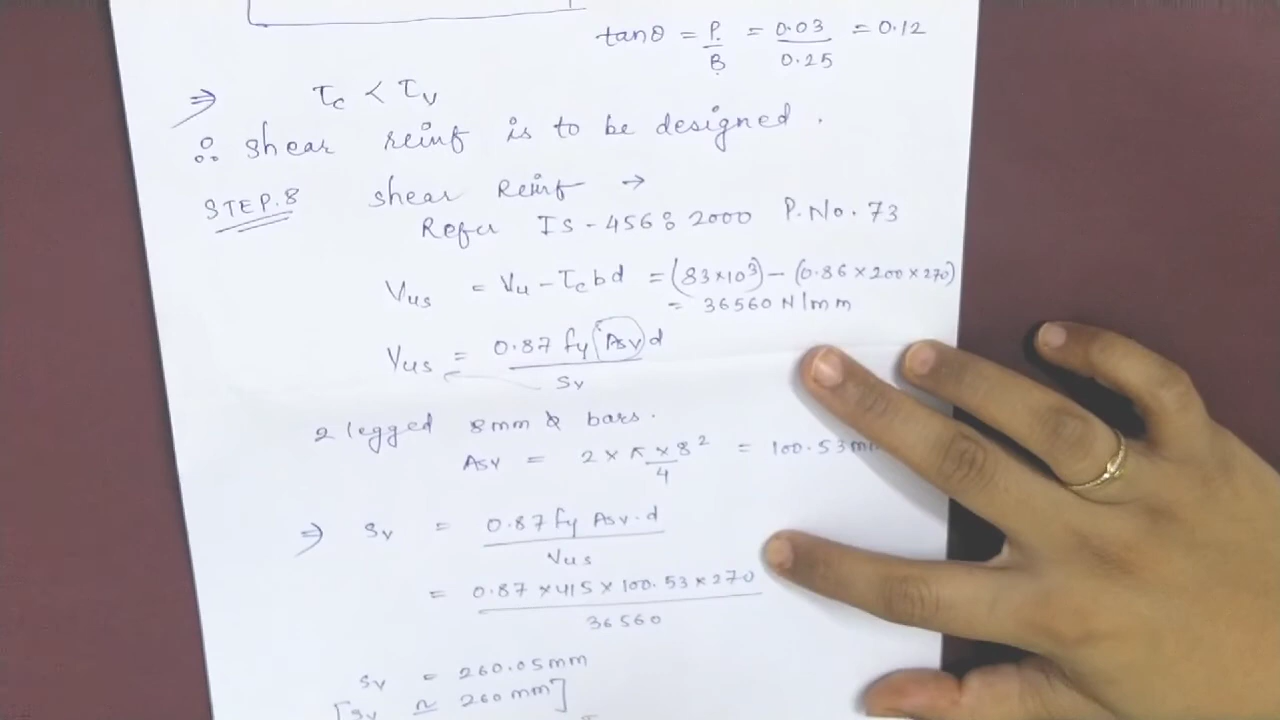 tanθ = P/B = 0.03/0.25 = 0.12
⇒ τc < τv
∴ shear reinf is to be designed.
STEP.8 shear Reinf →
Refer IS-456:2000 P.No.73
Vus = Vu - τcbd = (83×10³) - (0.86×200×270)
= 36560 N/mm
Vus = 0.87 fy (Asv) d / Sv
2 legged 8mm ϕ bars.
Asv = 2 × π × 8² / 4 = 100.53 mm
⇒ Sv = 0.87 fy Asv.d / Vus
= 0.87 × 415 × 100.53 × 270 / 36560
Sv = 260.05mm
[Sv ≃ 260mm]